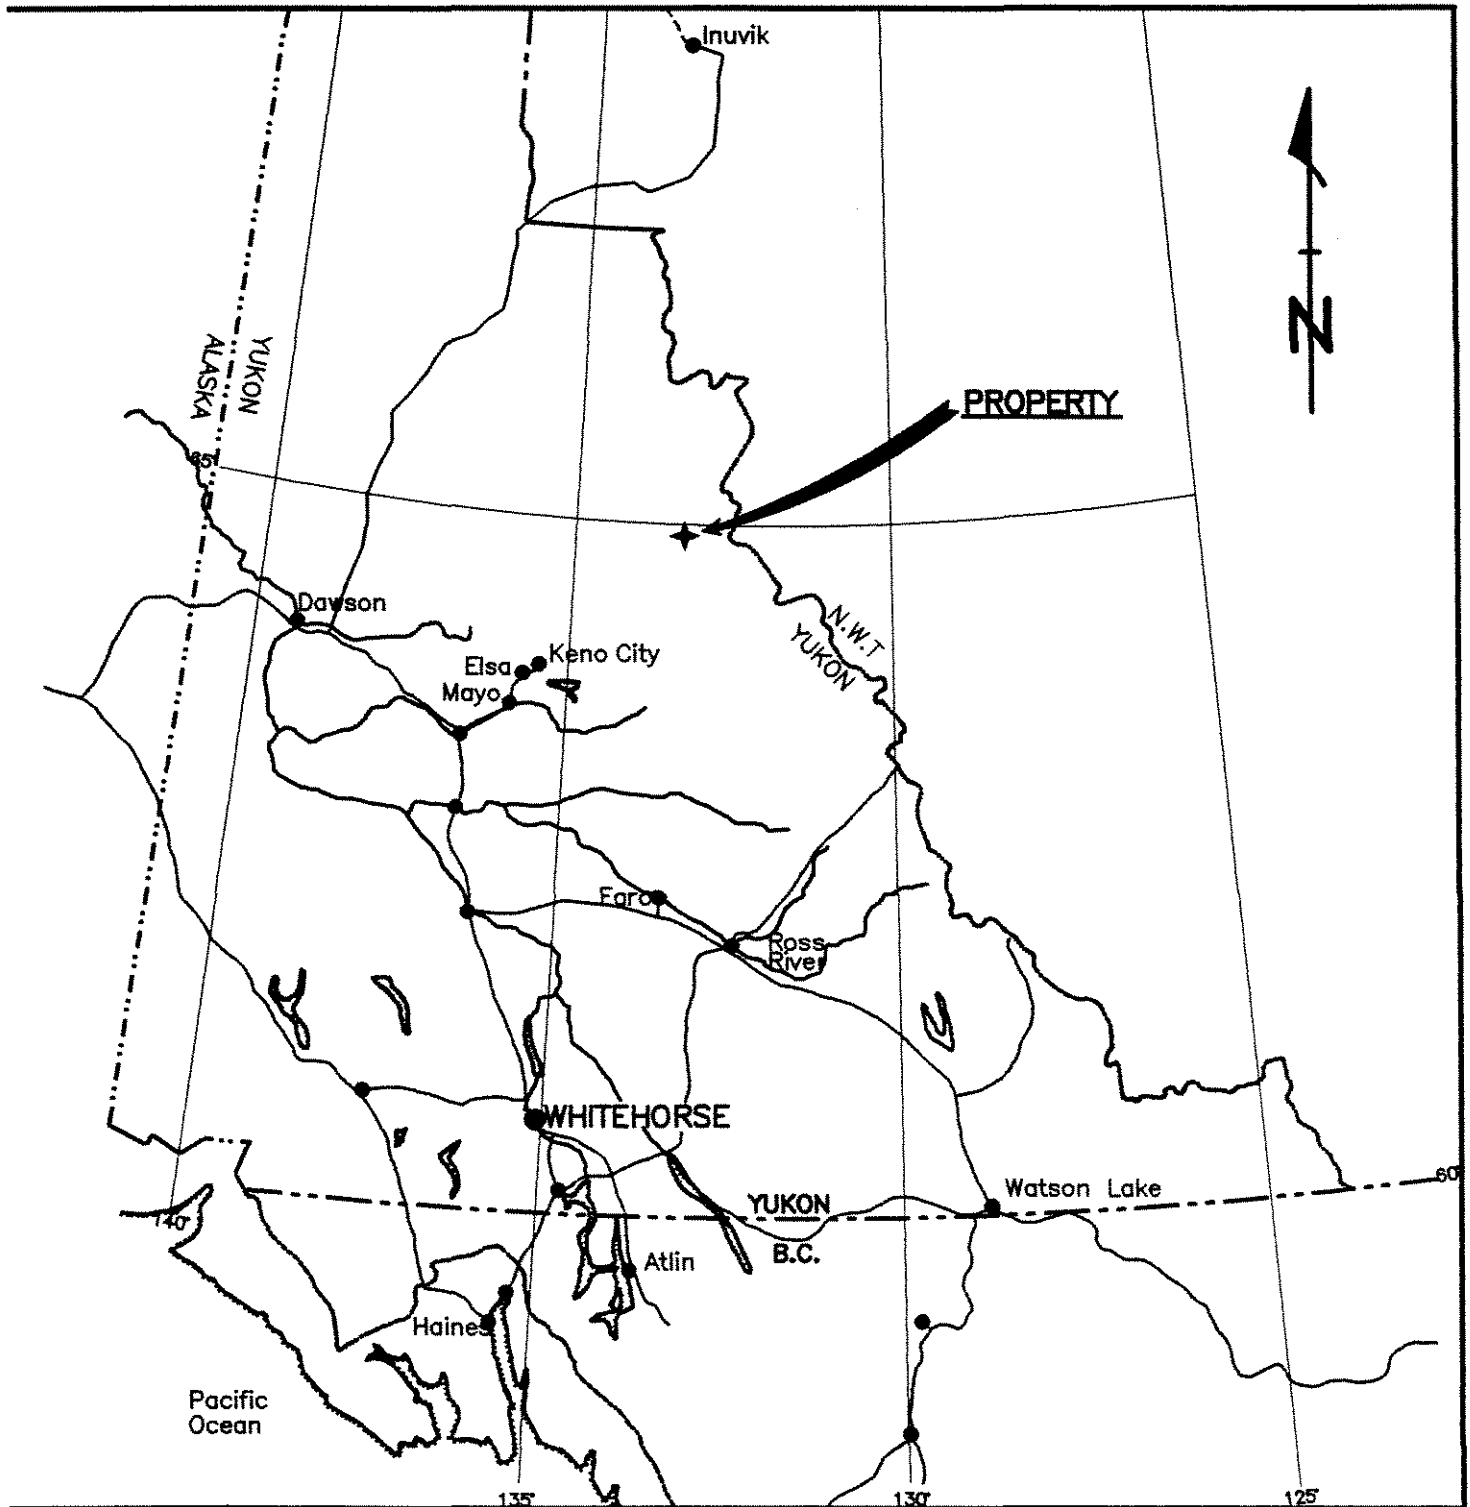 Inuvik
N
YUKON
ALASKA
PROPERTY
65°
Dawson
N.W.T
YUKON
Keno City
Elsa
Mayo
Faro
Ross
River
WHITEHORSE
60°
Watson Lake
YUKON
140°
B.C.
Atlin
Haines
Pacific
Ocean
135°
130°
125°